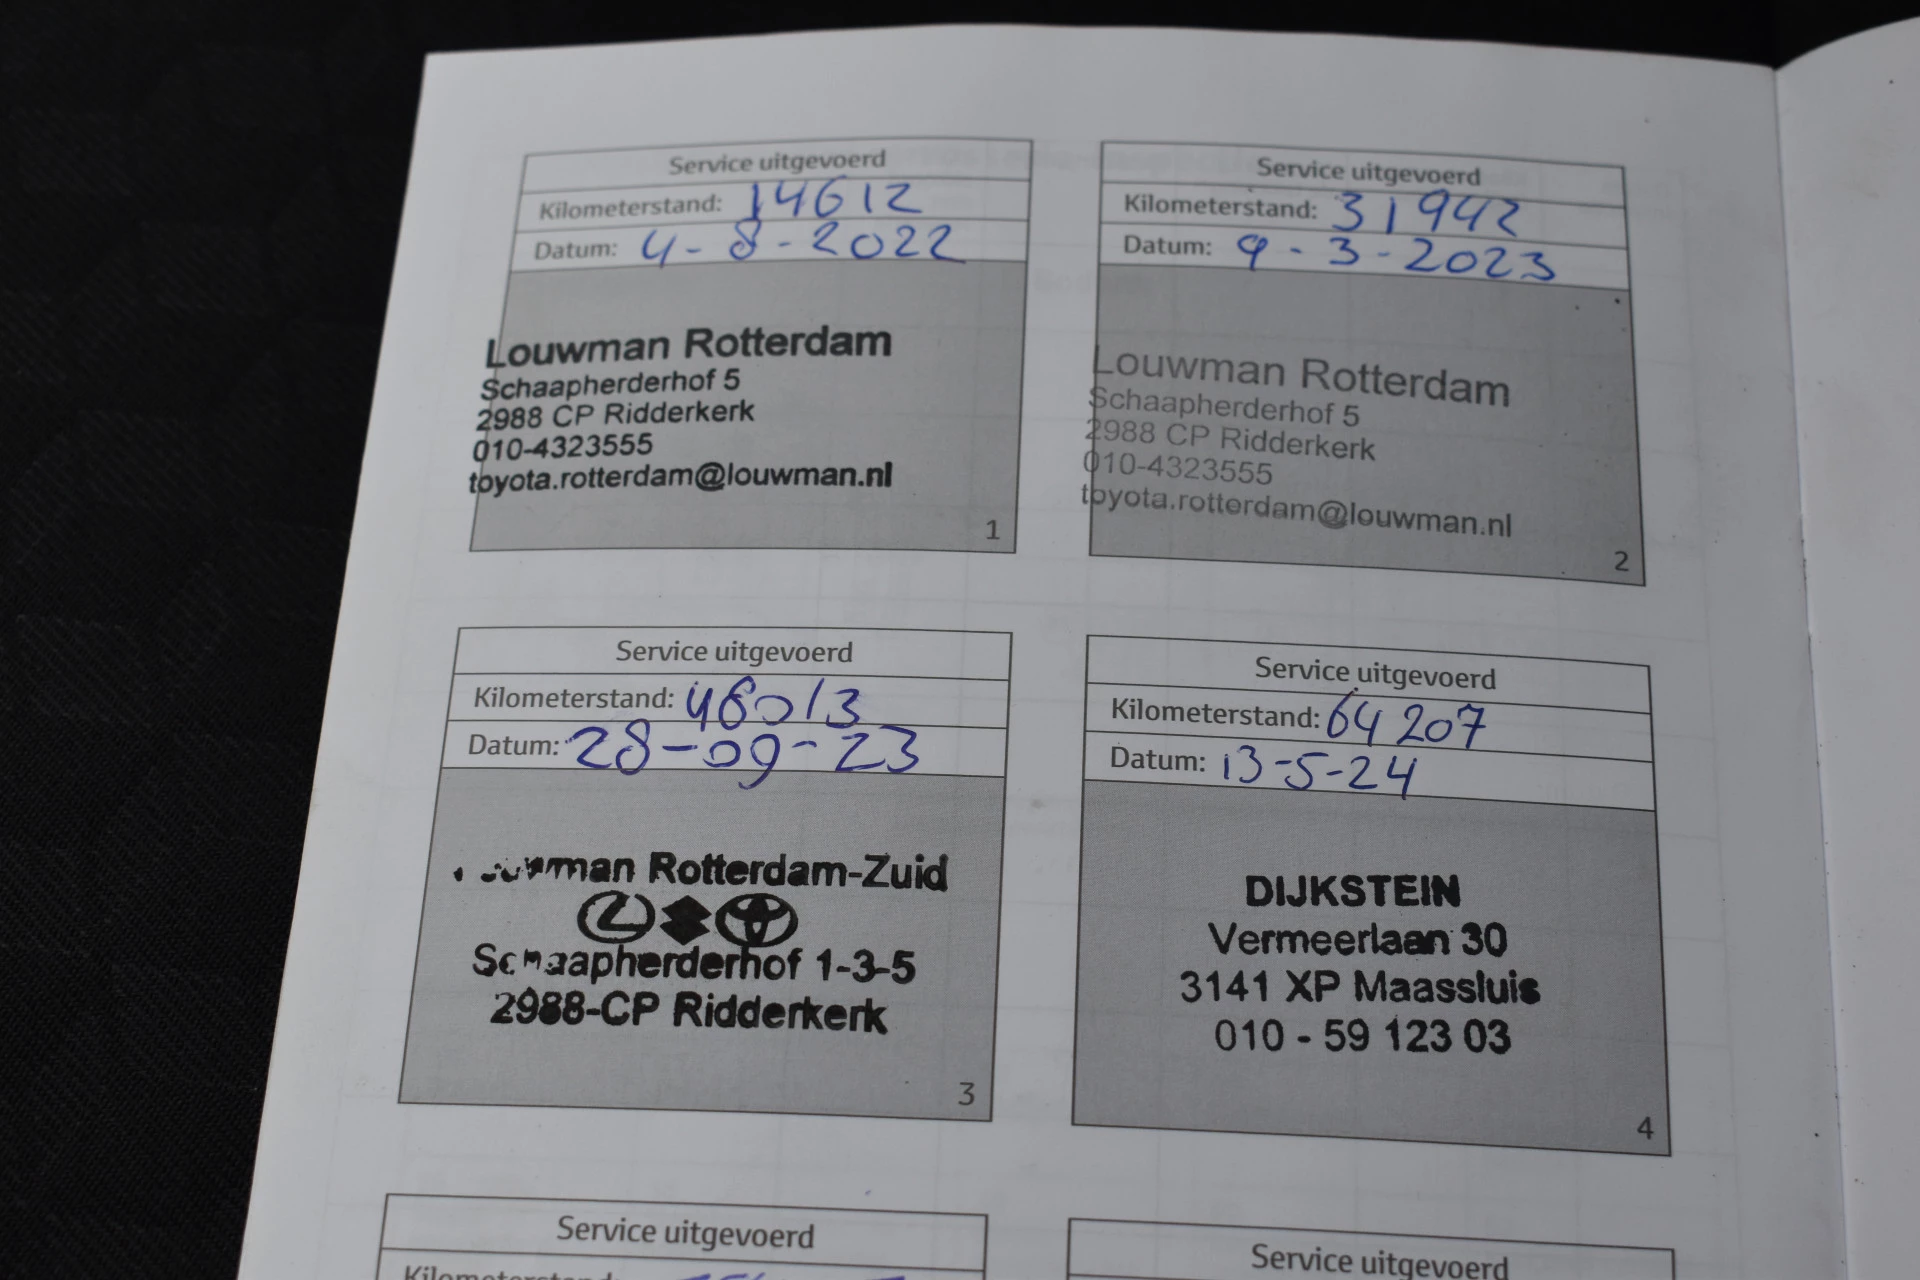 Service uitgevoerd
Kilometerstand: 14612
Datum: 4-8-2022
Louwman Rotterdam
Schaapherderhof 5
2988 CP Ridderkerk
010-4323555
toyota.rotterdam@louwman.nl
1
Service uitgevoerd
Kilometerstand: 31942
Datum: 9-3-2023
Louwman Rotterdam
Schaapherderhof 5
2988 CP Ridderkerk
010-4323555
toyota.rotterdam@louwman.nl
2
Service uitgevoerd
Kilometerstand: 48013
Datum: 28-09-23
Louwman Rotterdam-Zuid
Schaapherderhof 1-3-5
2988-CP Ridderkerk
3
Service uitgevoerd
Kilometerstand: 64207
Datum: 13-5-24
DIJKSTEIN
Vermeerlaan 30
3141 XP Maassluis
010 - 59 123 03
4
Service uitgevoerd
Kilometerstand:
Service uitgevoerd